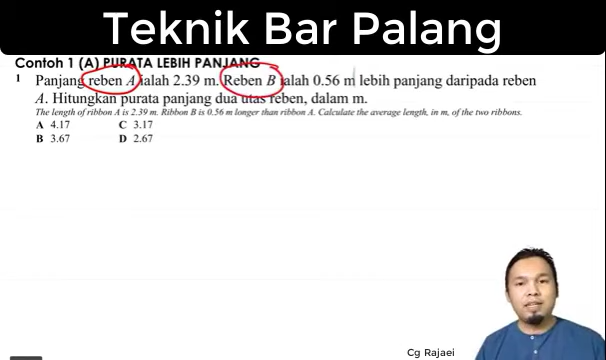 Teknik Bar Palang
Contoh 1 (A) PURATA LEBIH PANJANG
1 Panjang reben A ialah 2.39 m. Reben B ialah 0.56 m lebih panjang daripada reben
A. Hitungkan purata panjang dua utas reben, dalam m.
The length of ribbon A is 2.39 m. Ribbon B is 0.56 m longer than ribbon A. Calculate the average length, in m, of the two ribbons.
A 4.17 C 3.17
B 3.67 D 2.67
Cg Rajaei